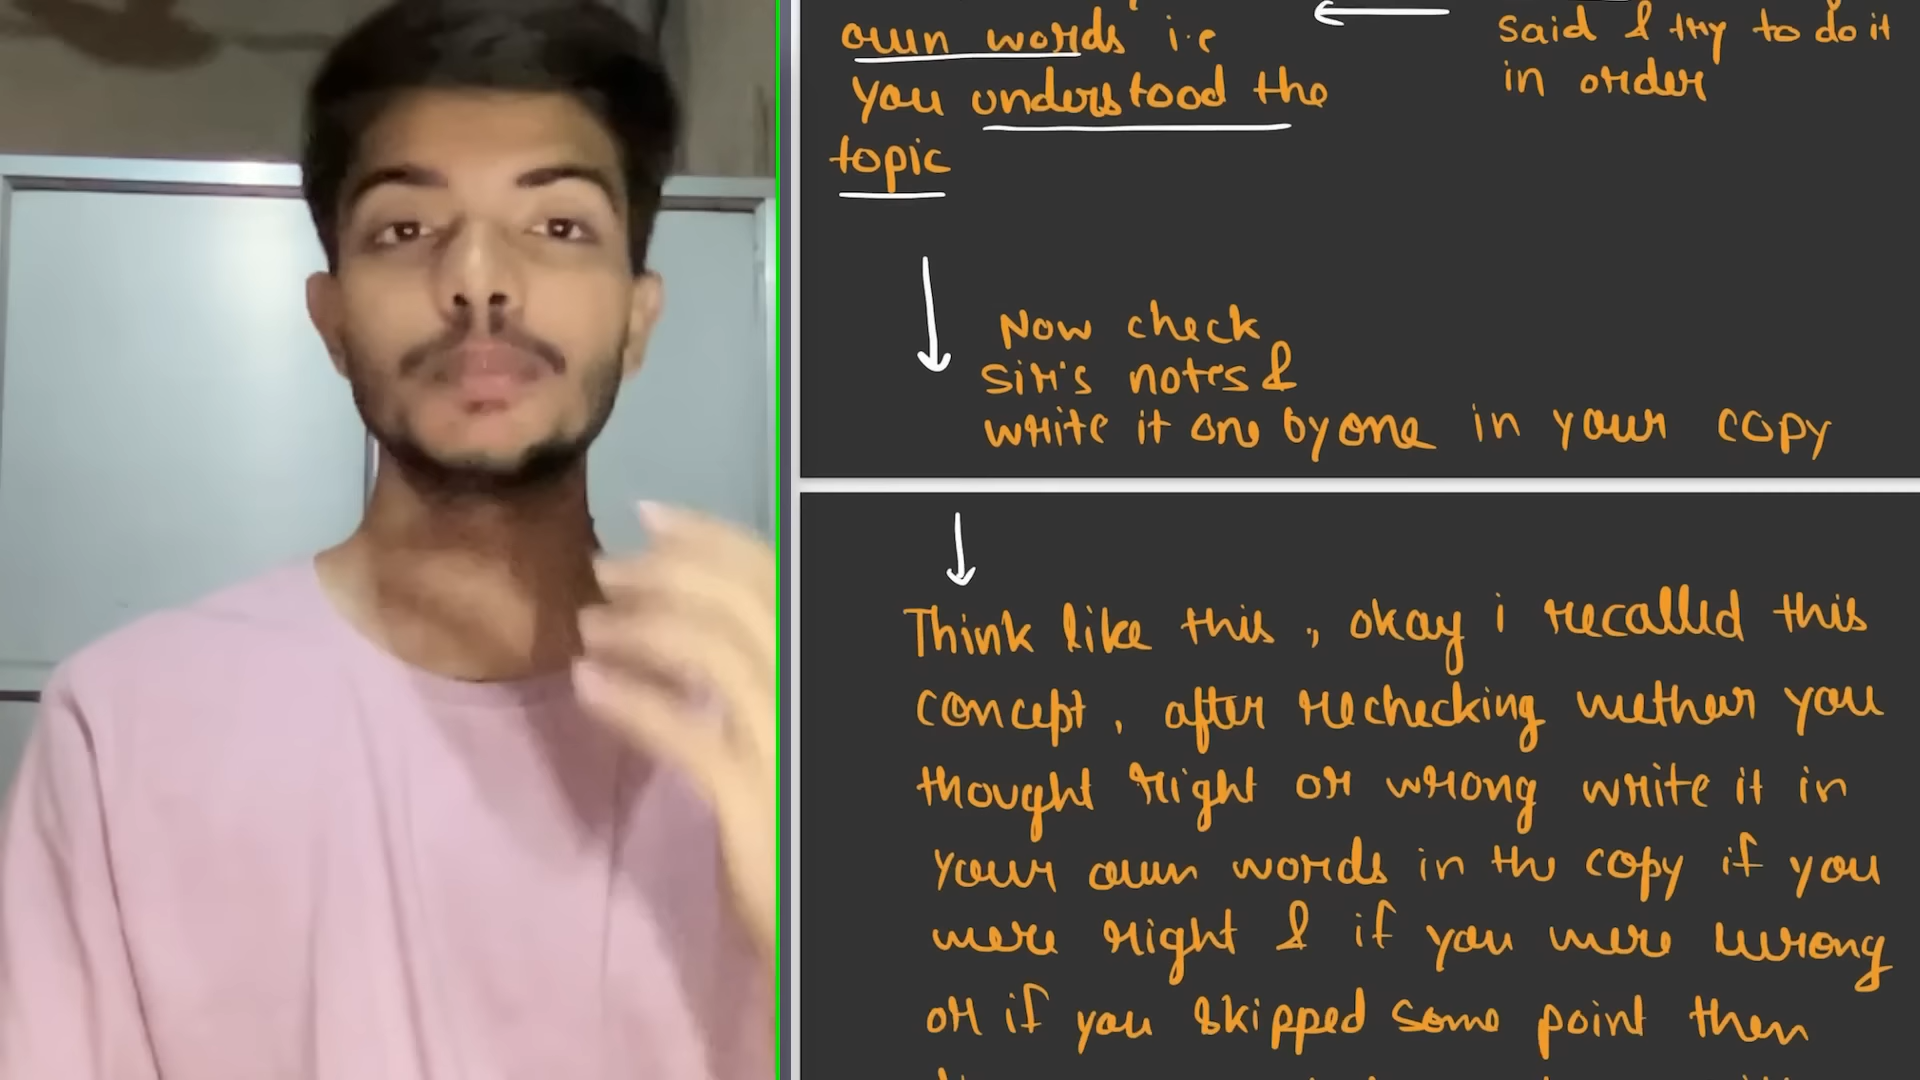 own words' i.e
you understood the
topic
said & try to do it
in order
Now check
sir's notes &
write it one by one in your copy
Think like this, okay i recalled this
concept, after rechecking wether you
thought right or wrong write it in
your own words in the copy if you
were right & if you were wrong
or if you skipped some point then